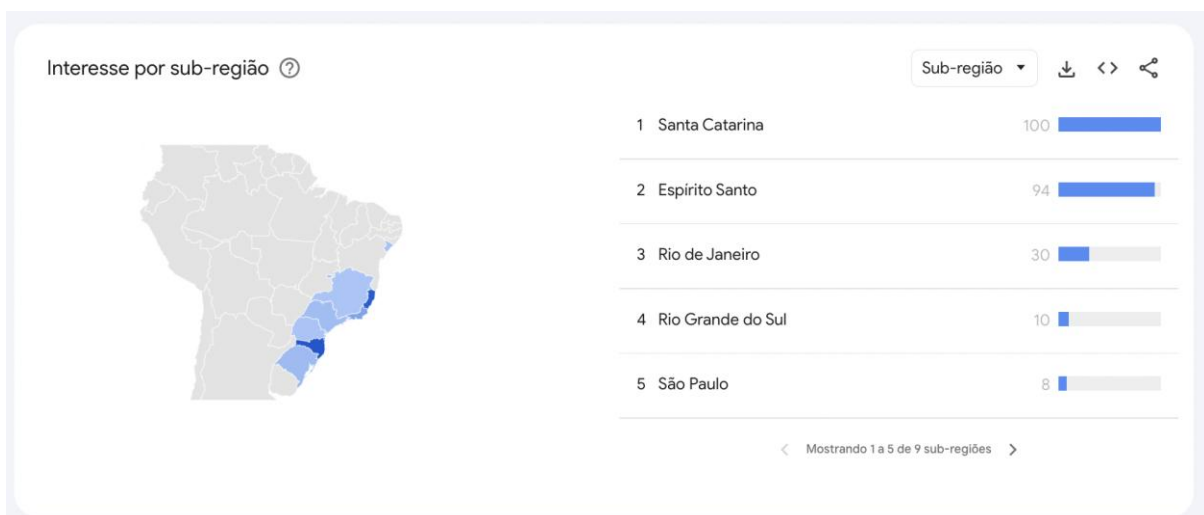 Interesse por sub-região
Sub-região
1 Santa Catarina 100
2 Espírito Santo 94
3 Rio de Janeiro 30
4 Rio Grande do Sul 10
5 São Paulo 8
Mostrando 1 a 5 de 9 sub-regiões